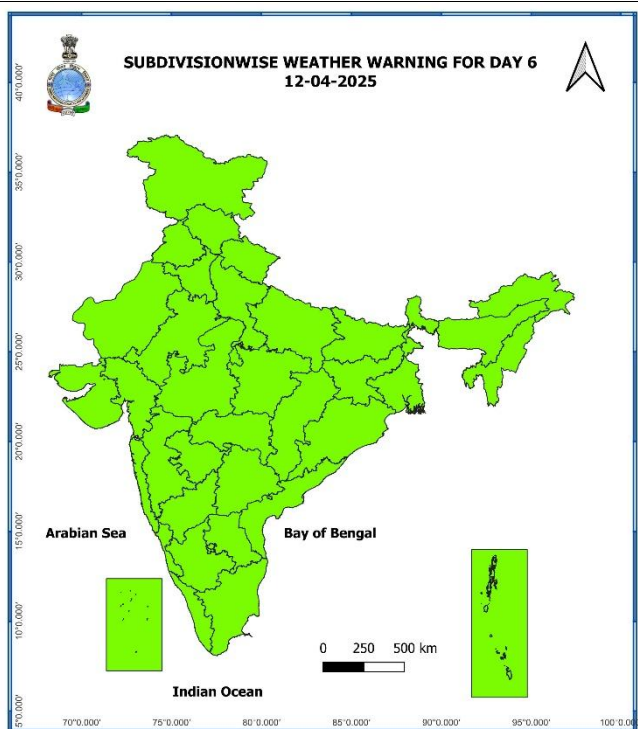 SUBDIVISIONWISE WEATHER WARNING FOR DAY 6
12-04-2025
40°0.000'
35°0.000'
30°0.000'
25°0.000'
20°0.000'
15°0.000'
10°0.000'
5°0.000'
Arabian Sea
Bay of Bengal
0 250 500 km
Indian Ocean
70°0.000' 75°0.000' 80°0.000' 85°0.000' 90°0.000' 95°0.000' 100°0.000'